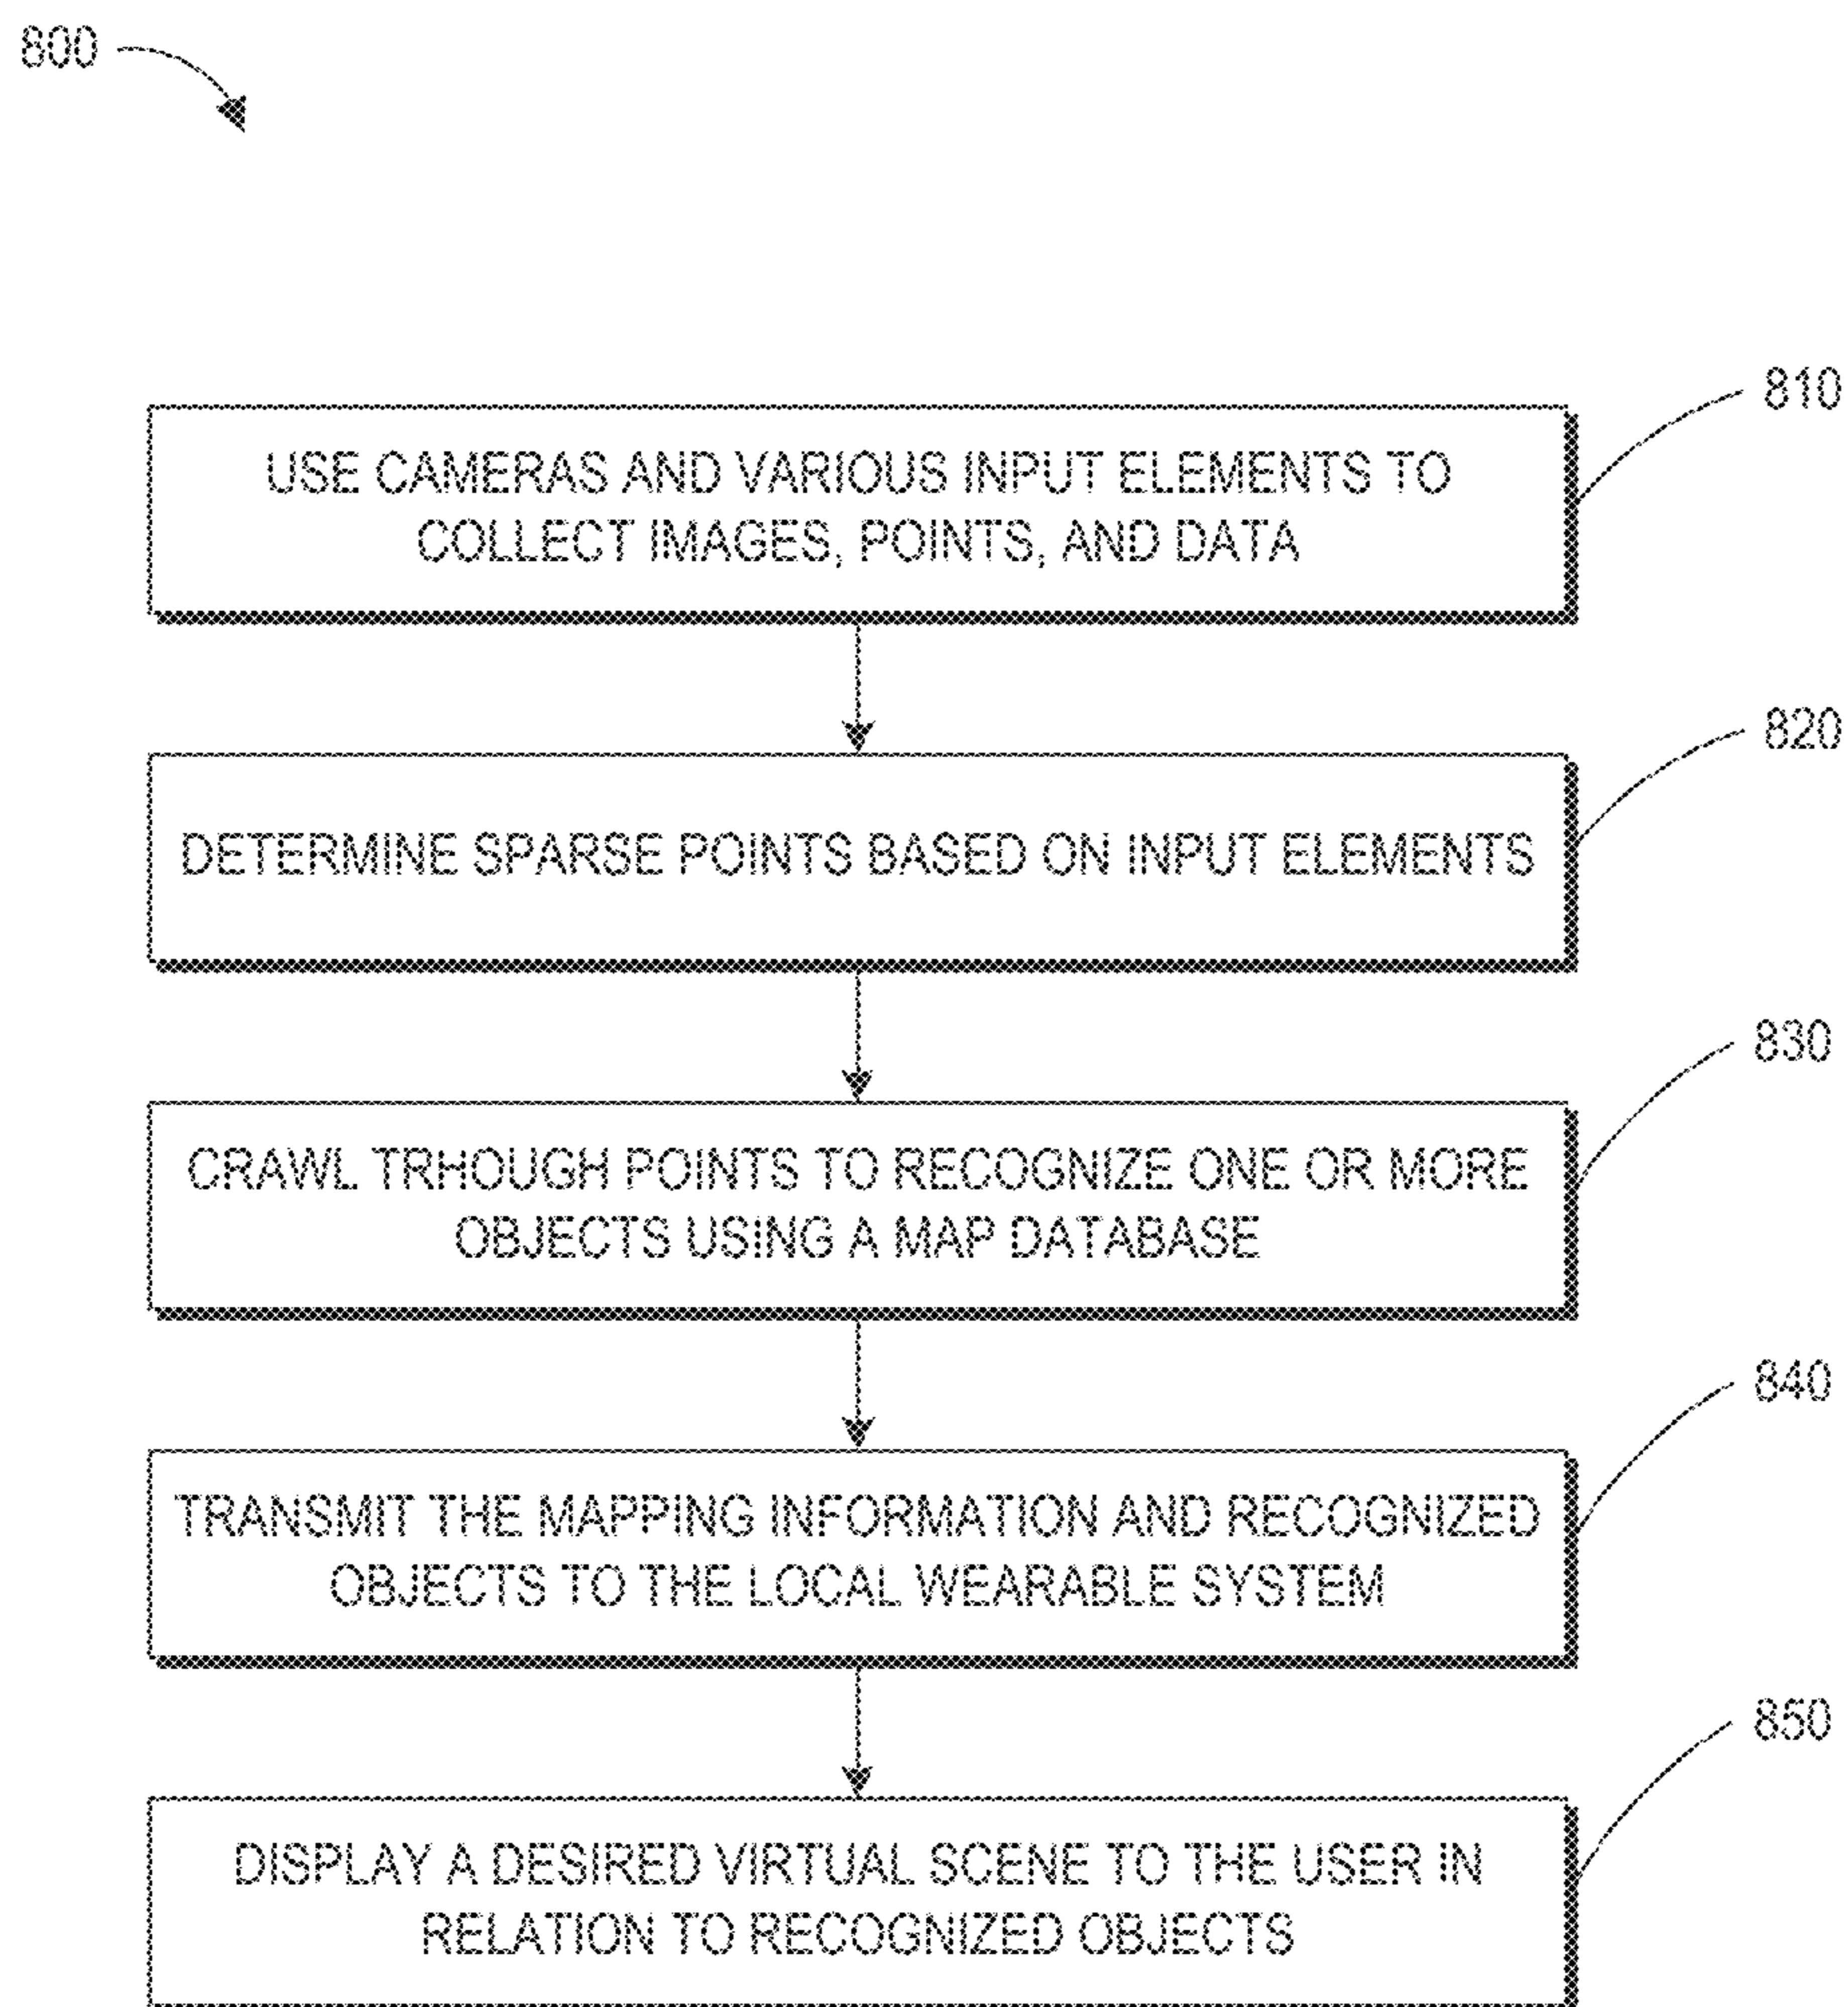 800
810
USE CAMERAS AND VARIOUS INPUT ELEMENTS TO
COLLECT IMAGES, POINTS, AND DATA
820
DETERMINE SPARSE POINTS BASED ON INPUT ELEMENTS
830
CRAWL TRHOUGH POINTS TO RECOGNIZE ONE OR MORE
OBJECTS USING A MAP DATABASE
840
TRANSMIT THE MAPPING INFORMATION AND RECOGNIZED
OBJECTS TO THE LOCAL WEARABLE SYSTEM
850
DISPLAY A DESIRED VIRTUAL SCENE TO THE USER IN
RELATION TO RECOGNIZED OBJECTS